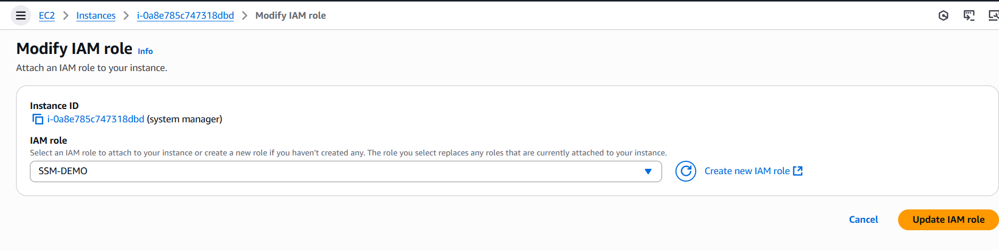 EC2 > Instances > i-0a8e785c747318dbd > Modify IAM role
Modify IAM role Info
Attach an IAM role to your instance.
Instance ID
i-0a8e785c747318dbd (system manager)
IAM role
Select an IAM role to attach to your instance or create a new role if you haven't created any. The role you select replaces any roles that are currently attached to your instance.
SSM-DEMO
Create new IAM role
Cancel
Update IAM role